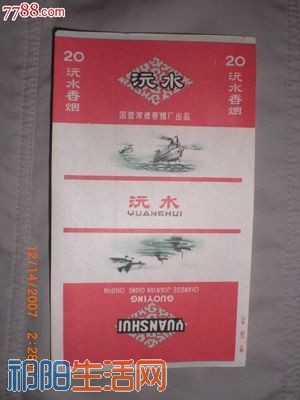 7788.com
20
沅水香烟
沅水
20
沅水香烟
国营常德卷烟厂出品
沅水
YUANSHUI
CHANGDE JUANYAN CHANG CHUPIN
GUOYING
YUANSHUI
12/14/2007
祁阳生活网